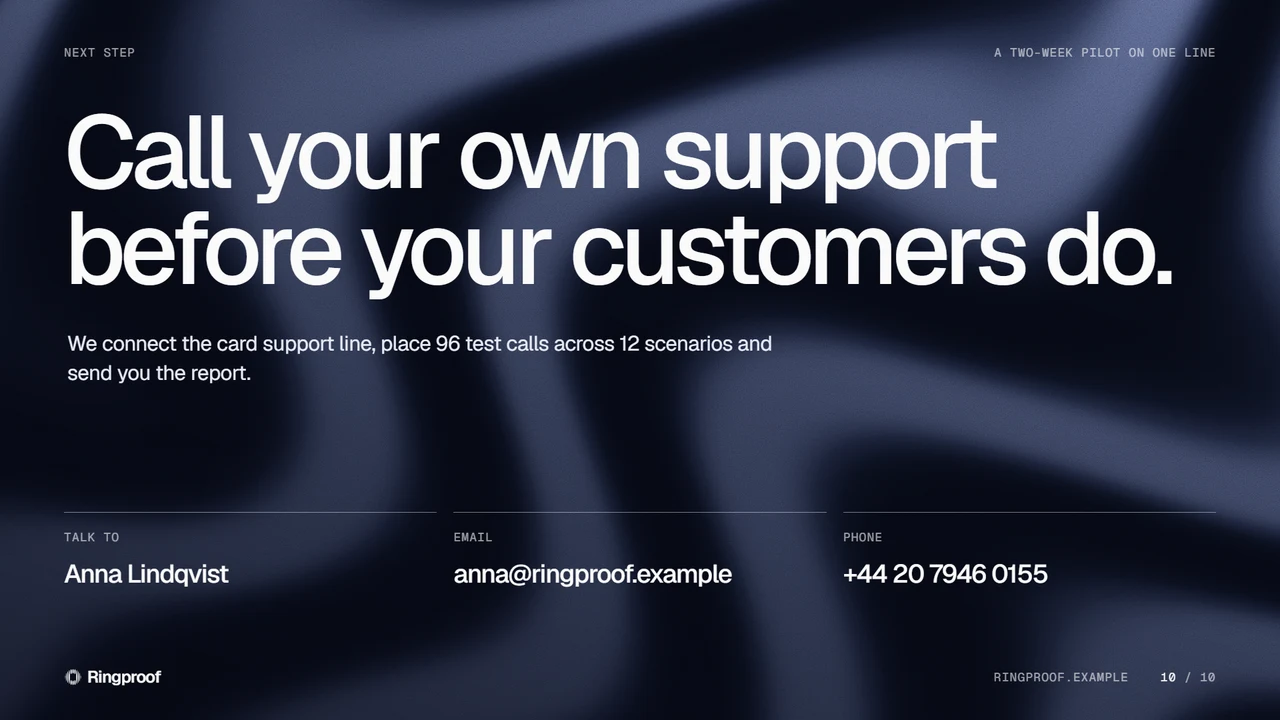 NEXT STEP
A TWO-WEEK PILOT ON ONE LINE
Call your own support
before your customers do.
We connect the card support line, place 96 test calls across 12 scenarios and
send you the report.
TALK TO
Anna Lindqvist
EMAIL
anna@ringproof.example
PHONE
+44 20 7946 0155
Ringproof
RINGPROOF.EXAMPLE
10 / 10